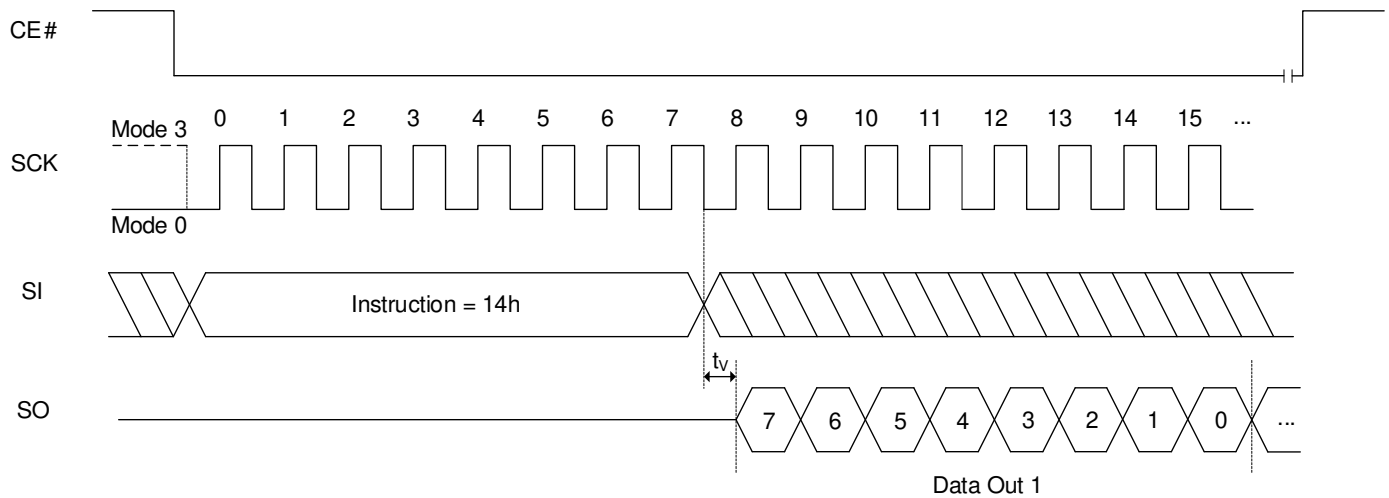 CE#
0 1 2 3 4 5 6 7 8 9 10 11 12 13 14 15 ...
Mode 3
SCK
Mode 0
SI
Instruction = 14h
tV
SO
7 6 5 4 3 2 1 0 ...
Data Out 1